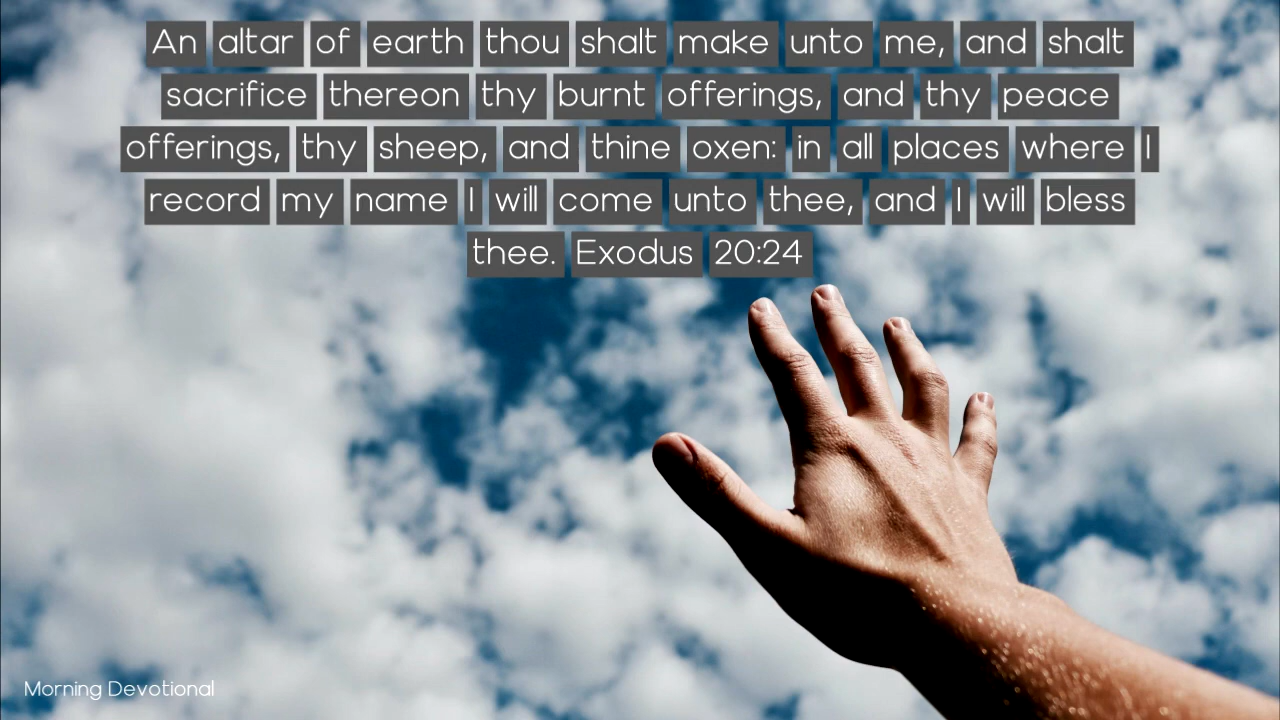 An altar of earth thou shalt make unto me, and shalt
sacrifice thereon thy burnt offerings, and thy peace
offerings, thy sheep, and thine oxen: in all places where I
record my name I will come unto thee, and I will bless
thee. Exodus 20:24
Morning Devotional